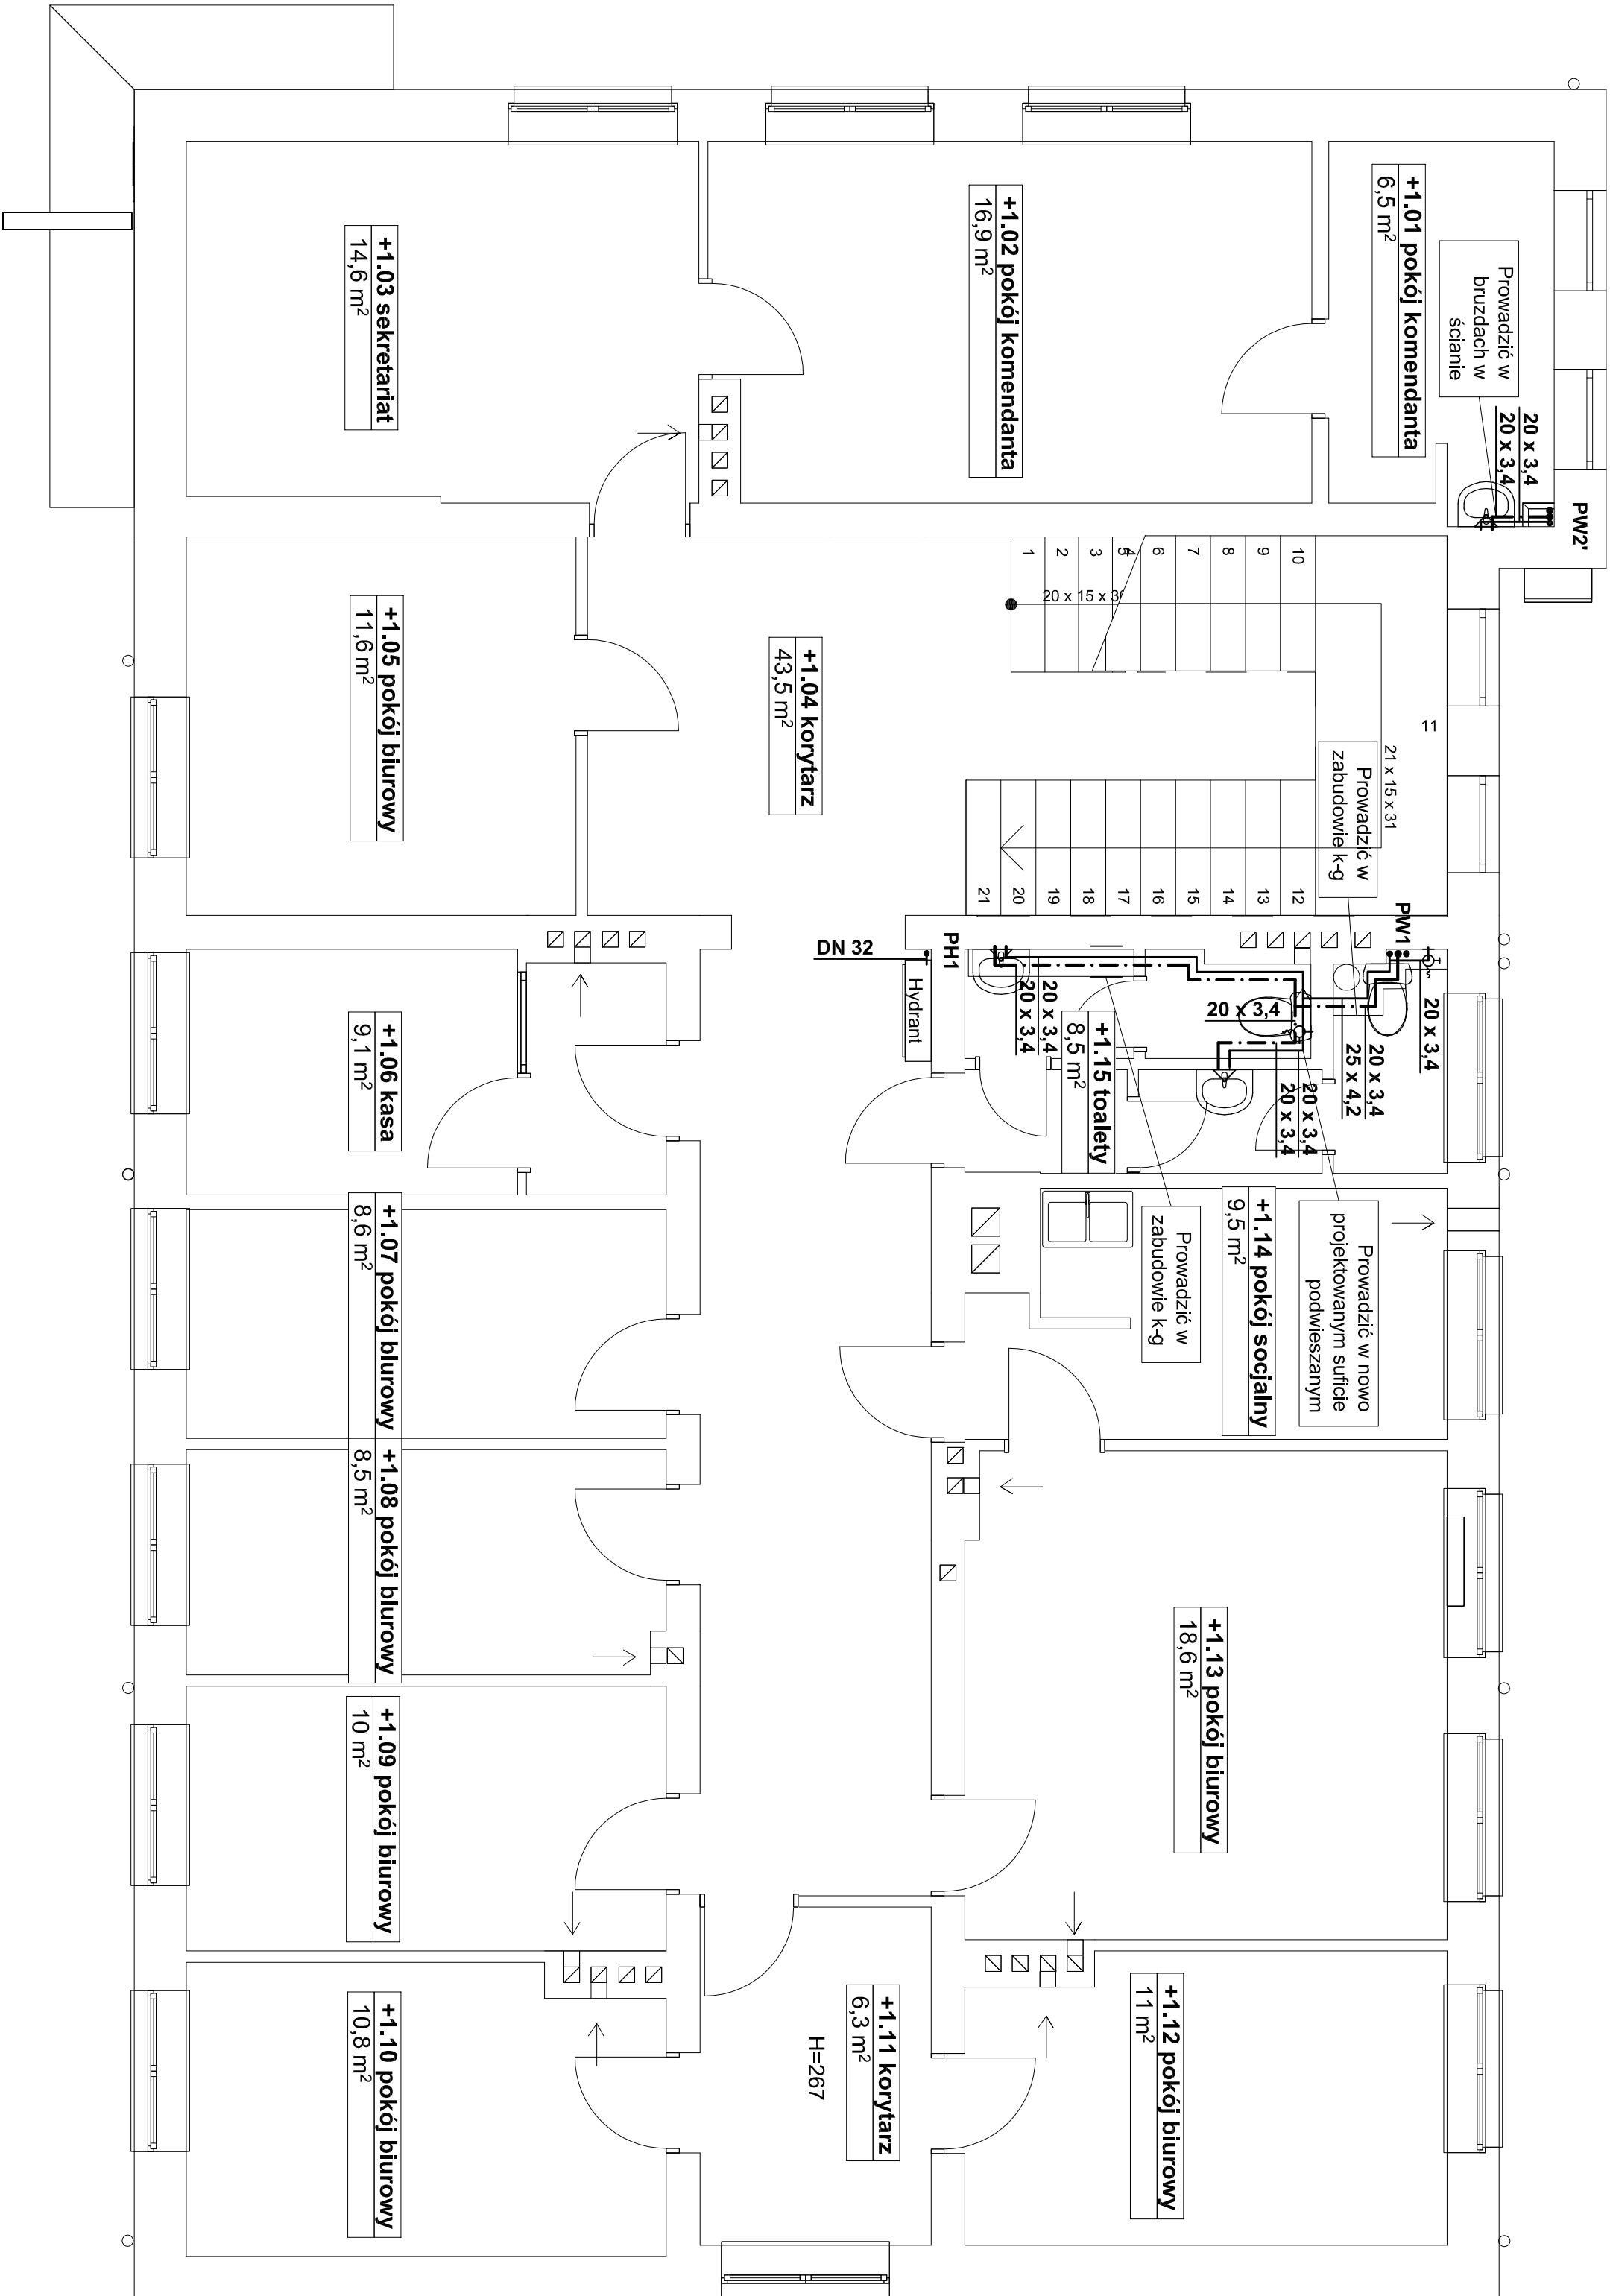 +1.01 pokój komendanta
6,5 m²
Prowadzić w
bruzdach w
ścianie
20 x 3,4
20 x 3,4
PW2'
+1.02 pokój komendanta
16,9 m²
+1.03 sekretariat
14,6 m²
1
2
3
4
5
6
7
8
9
10
11
20 x 15 x 30
21 x 15 x 31
12
13
14
15
16
17
18
19
20
21
Prowadzić w
zabudowie k-g
+1.04 korytarz
43,5 m²
+1.05 pokój biurowy
11,6 m²
PW1
20 x 3,4
20 x 3,4
25 x 4,2
20 x 3,4
20 x 3,4
20 x 3,4
20 x 3,4
20 x 3,4
PH1
DN 32
Hydrant
+1.15 toalety
8,5 m²
+1.06 kasa
9,1 m²
Prowadzić w nowo
projektowanym suficie
podwieszanym
+1.14 pokój socjalny
9,5 m²
Prowadzić w
zabudowie k-g
+1.07 pokój biurowy
8,6 m²
+1.08 pokój biurowy
8,5 m²
+1.13 pokój biurowy
18,6 m²
+1.09 pokój biurowy
10 m²
+1.12 pokój biurowy
11 m²
+1.11 korytarz
6,3 m²
H=267
+1.10 pokój biurowy
10,8 m²